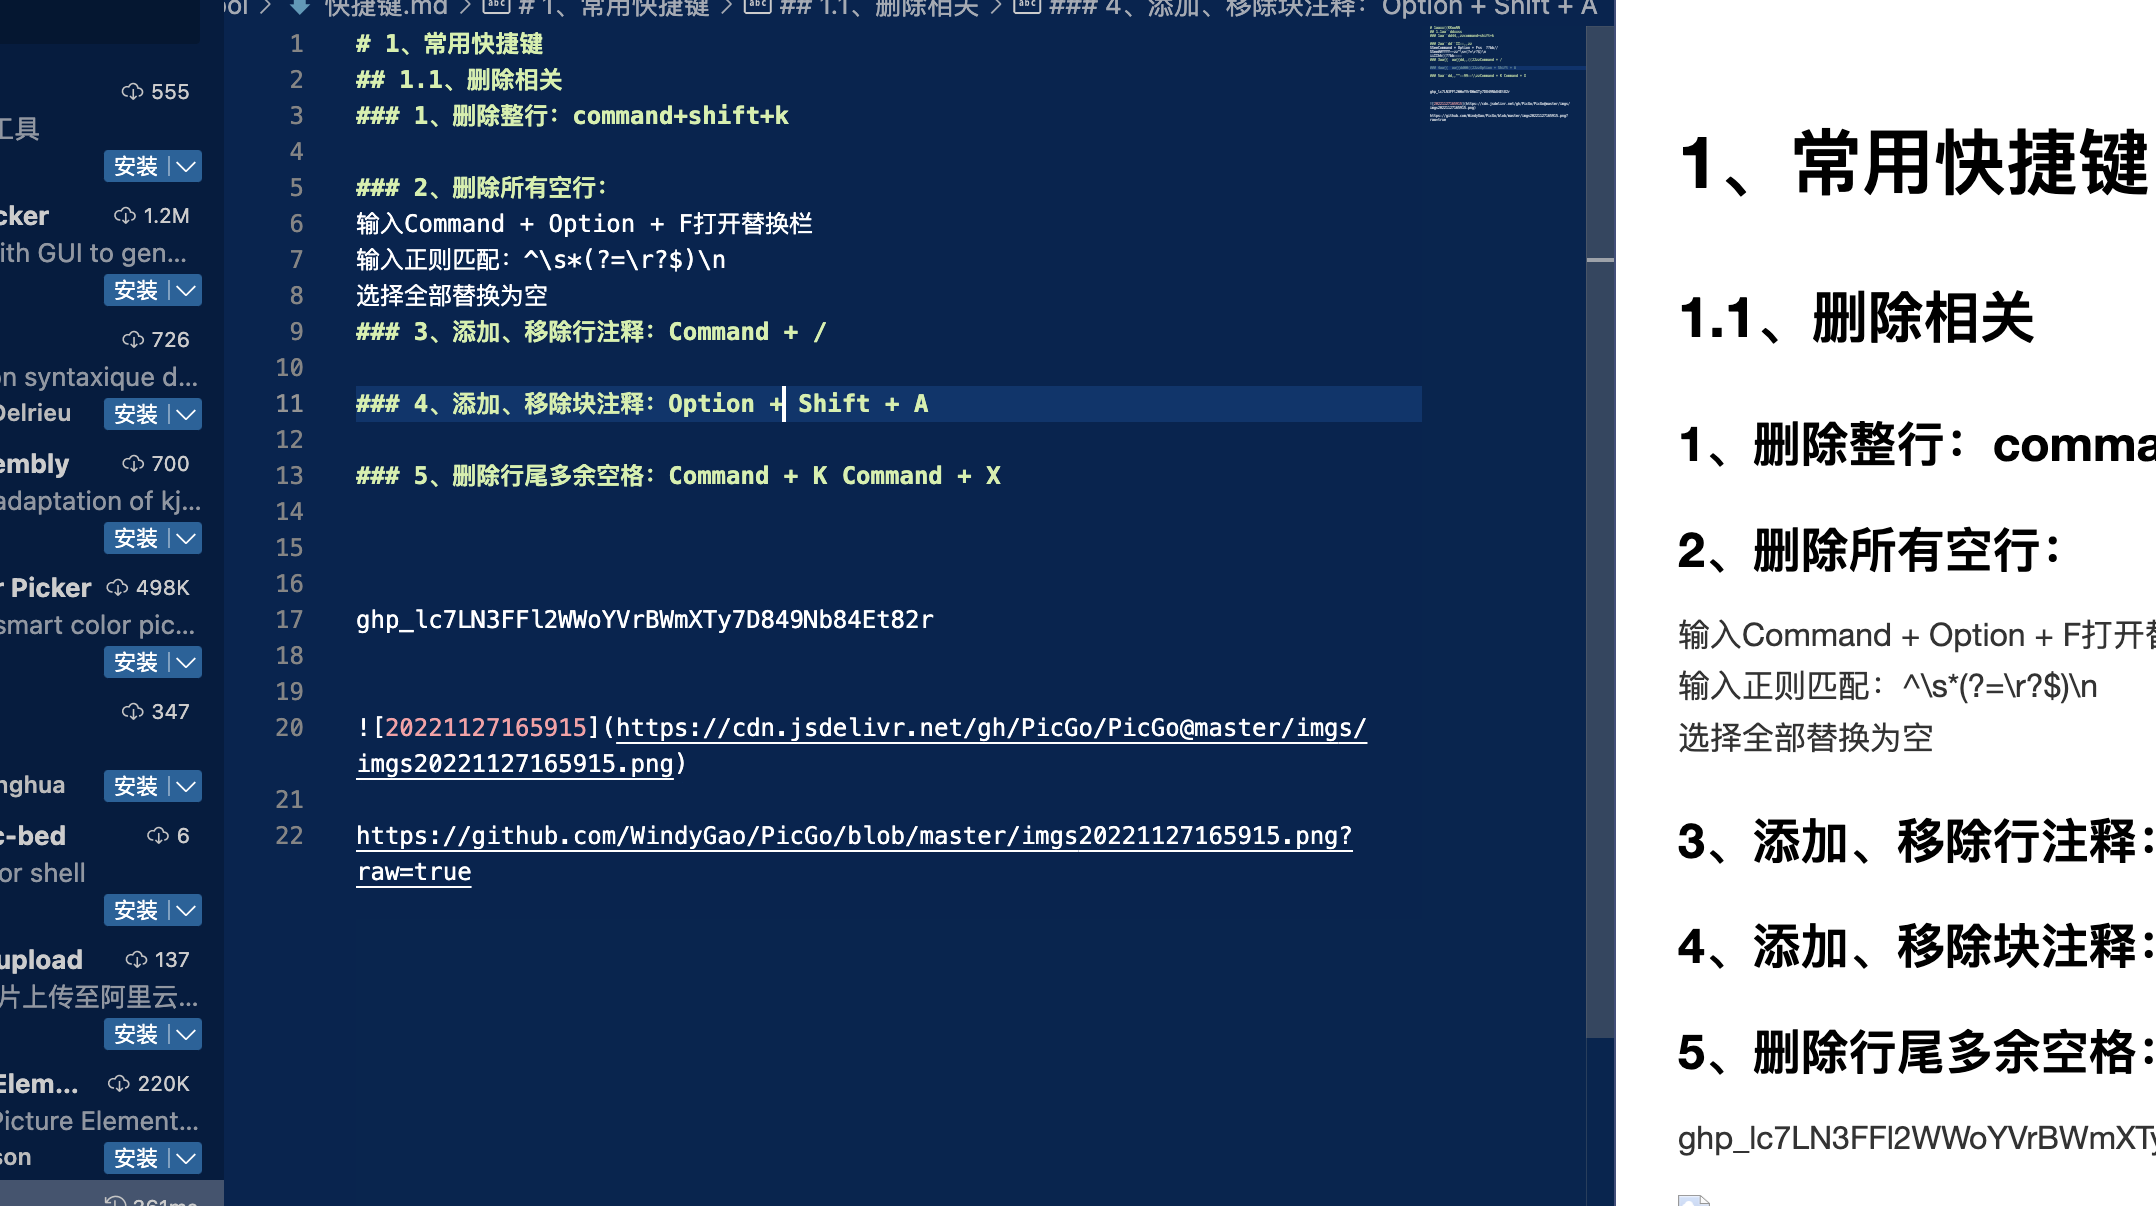 ool > 快捷键.md > # 1、常用快捷键 > ## 1.1、删除相关 > ### 4、添加、移除块注释：Option + Shift + A
555
工具
安装
cker 1.2M
ith GUI to gen...
安装
726
on syntaxique d...
Delrieu 安装
embly 700
adaptation of kj...
安装
r Picker 498K
smart color pic...
安装
347
nghua 安装
c-bed 6
or shell
安装
upload 137
片上传至阿里云...
安装
Elem... 220K
Picture Element...
son 安装
361ms
1 # 1、常用快捷键
2 ## 1.1、删除相关
3 ### 1、删除整行：command+shift+k
4
5 ### 2、删除所有空行：
6 输入Command + Option + F打开替换栏
7 输入正则匹配：^\s*(?=\r?$)\n
8 选择全部替换为空
9 ### 3、添加、移除行注释：Command + /
10
11 ### 4、添加、移除块注释：Option + Shift + A
12
13 ### 5、删除行尾多余空格：Command + K Command + X
14
15
16
17 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
18
19
20 ![20221127165915](https://cdn.jsdelivr.net/gh/PicGo/PicGo@master/imgs/
imgs20221127165915.png)
21
22 https://github.com/WindyGao/PicGo/blob/master/imgs20221127165915.png?
raw=true
1、常用快捷键
1.1、删除相关
1、删除整行：comma
2、删除所有空行：
输入Command + Option + F打开替
输入正则匹配：^\s*(?=\r?$)\n
选择全部替换为空
3、添加、移除行注释：
4、添加、移除块注释：
5、删除行尾多余空格：
ghp_lc7LN3FFl2WWoYVrBWmXTy